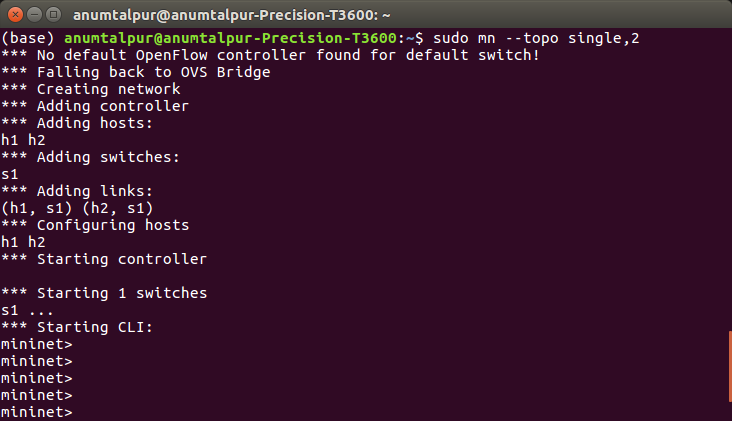 anumtalpur@anumtalpur-Precision-T3600: ~
(base) anumtalpur@anumtalpur-Precision-T3600:~$ sudo mn --topo single,2
*** No default OpenFlow controller found for default switch!
*** Falling back to OVS Bridge
*** Creating network
*** Adding controller
*** Adding hosts:
h1 h2
*** Adding switches:
s1
*** Adding links:
(h1, s1) (h2, s1)
*** Configuring hosts
h1 h2
*** Starting controller

*** Starting 1 switches
s1 ...
*** Starting CLI:
mininet>
mininet>
mininet>
mininet>
mininet>